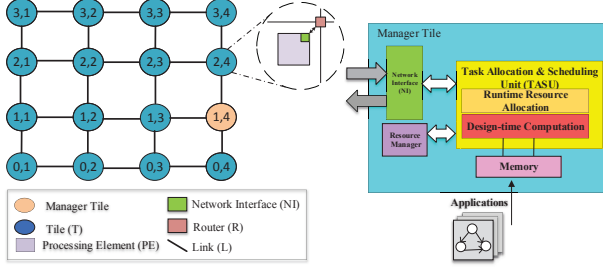 3,1 3,2 3,3 3,4
2,1 2,2 2,3 2,4
1,1 1,2 1,3 1,4
0,1 0,2 0,3 0,4
Manager Tile
Tile (T)
Processing Element (PE)
Network Interface (NI)
Router (R)
Link (L)
Manager Tile
Network
Interface
(NI)
Resource
Manager
Task Allocation & Scheduling
Unit (TASU)
Runtime Resource
Allocation
Design-time Computation
Memory
Applications